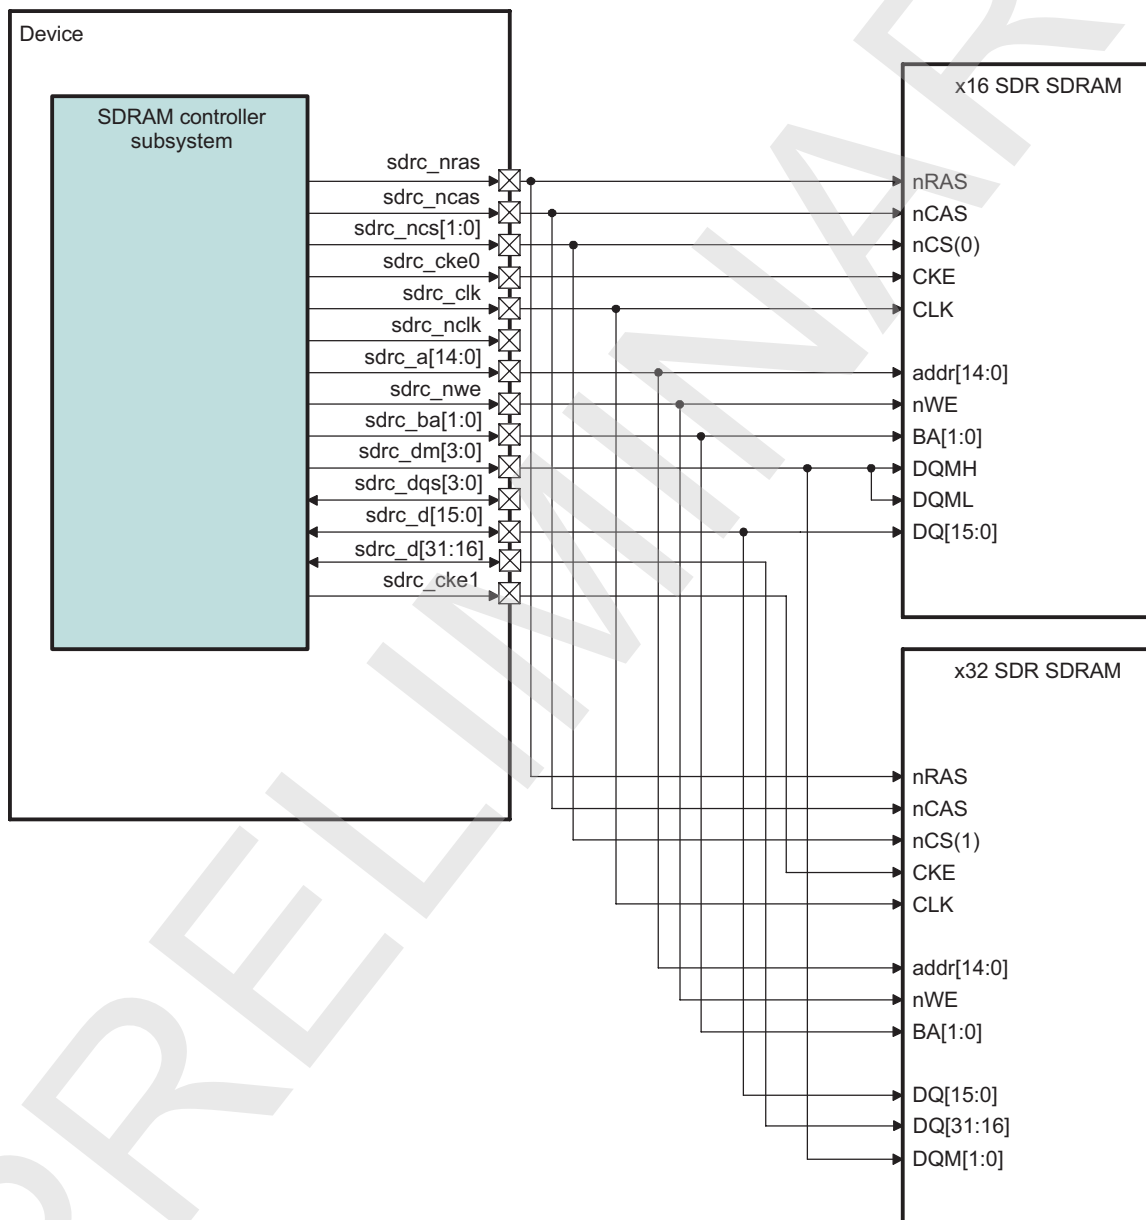 Device
SDRAM controller
subsystem
sdrc_nras
sdrc_ncas
sdrc_ncs[1:0]
sdrc_cke0
sdrc_clk
sdrc_nclk
sdrc_a[14:0]
sdrc_nwe
sdrc_ba[1:0]
sdrc_dm[3:0]
sdrc_dqs[3:0]
sdrc_d[15:0]
sdrc_d[31:16]
sdrc_cke1
x16 SDR SDRAM
nRAS
nCAS
nCS(0)
CKE
CLK
addr[14:0]
nWE
BA[1:0]
DQMH
DQML
DQ[15:0]
x32 SDR SDRAM
nRAS
nCAS
nCS(1)
CKE
CLK
addr[14:0]
nWE
BA[1:0]
DQ[15:0]
DQ[31:16]
DQM[1:0]
PRELIMINAR